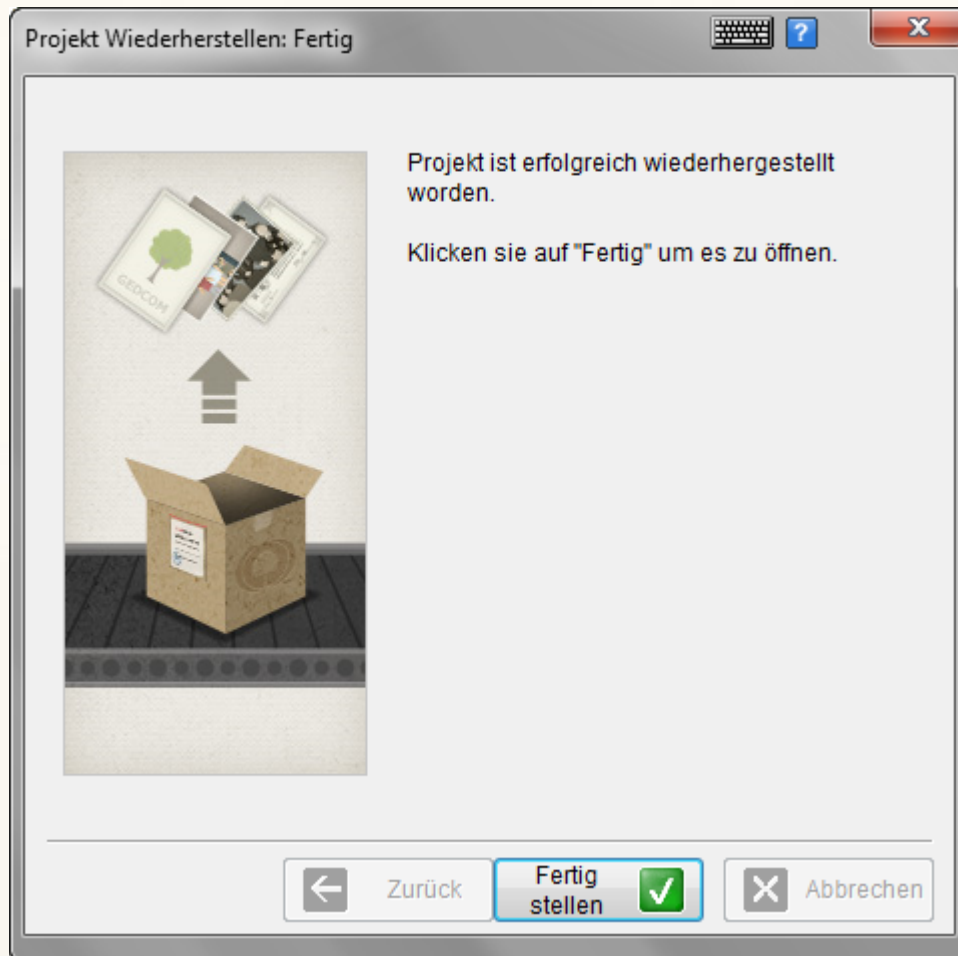 Projekt Wiederherstellen: Fertig
?
X
Projekt ist erfolgreich wiederhergestellt
worden.
Klicken sie auf "Fertig" um es zu öffnen.
GEDCOM
Zurück
Fertig
stellen
Abbrechen